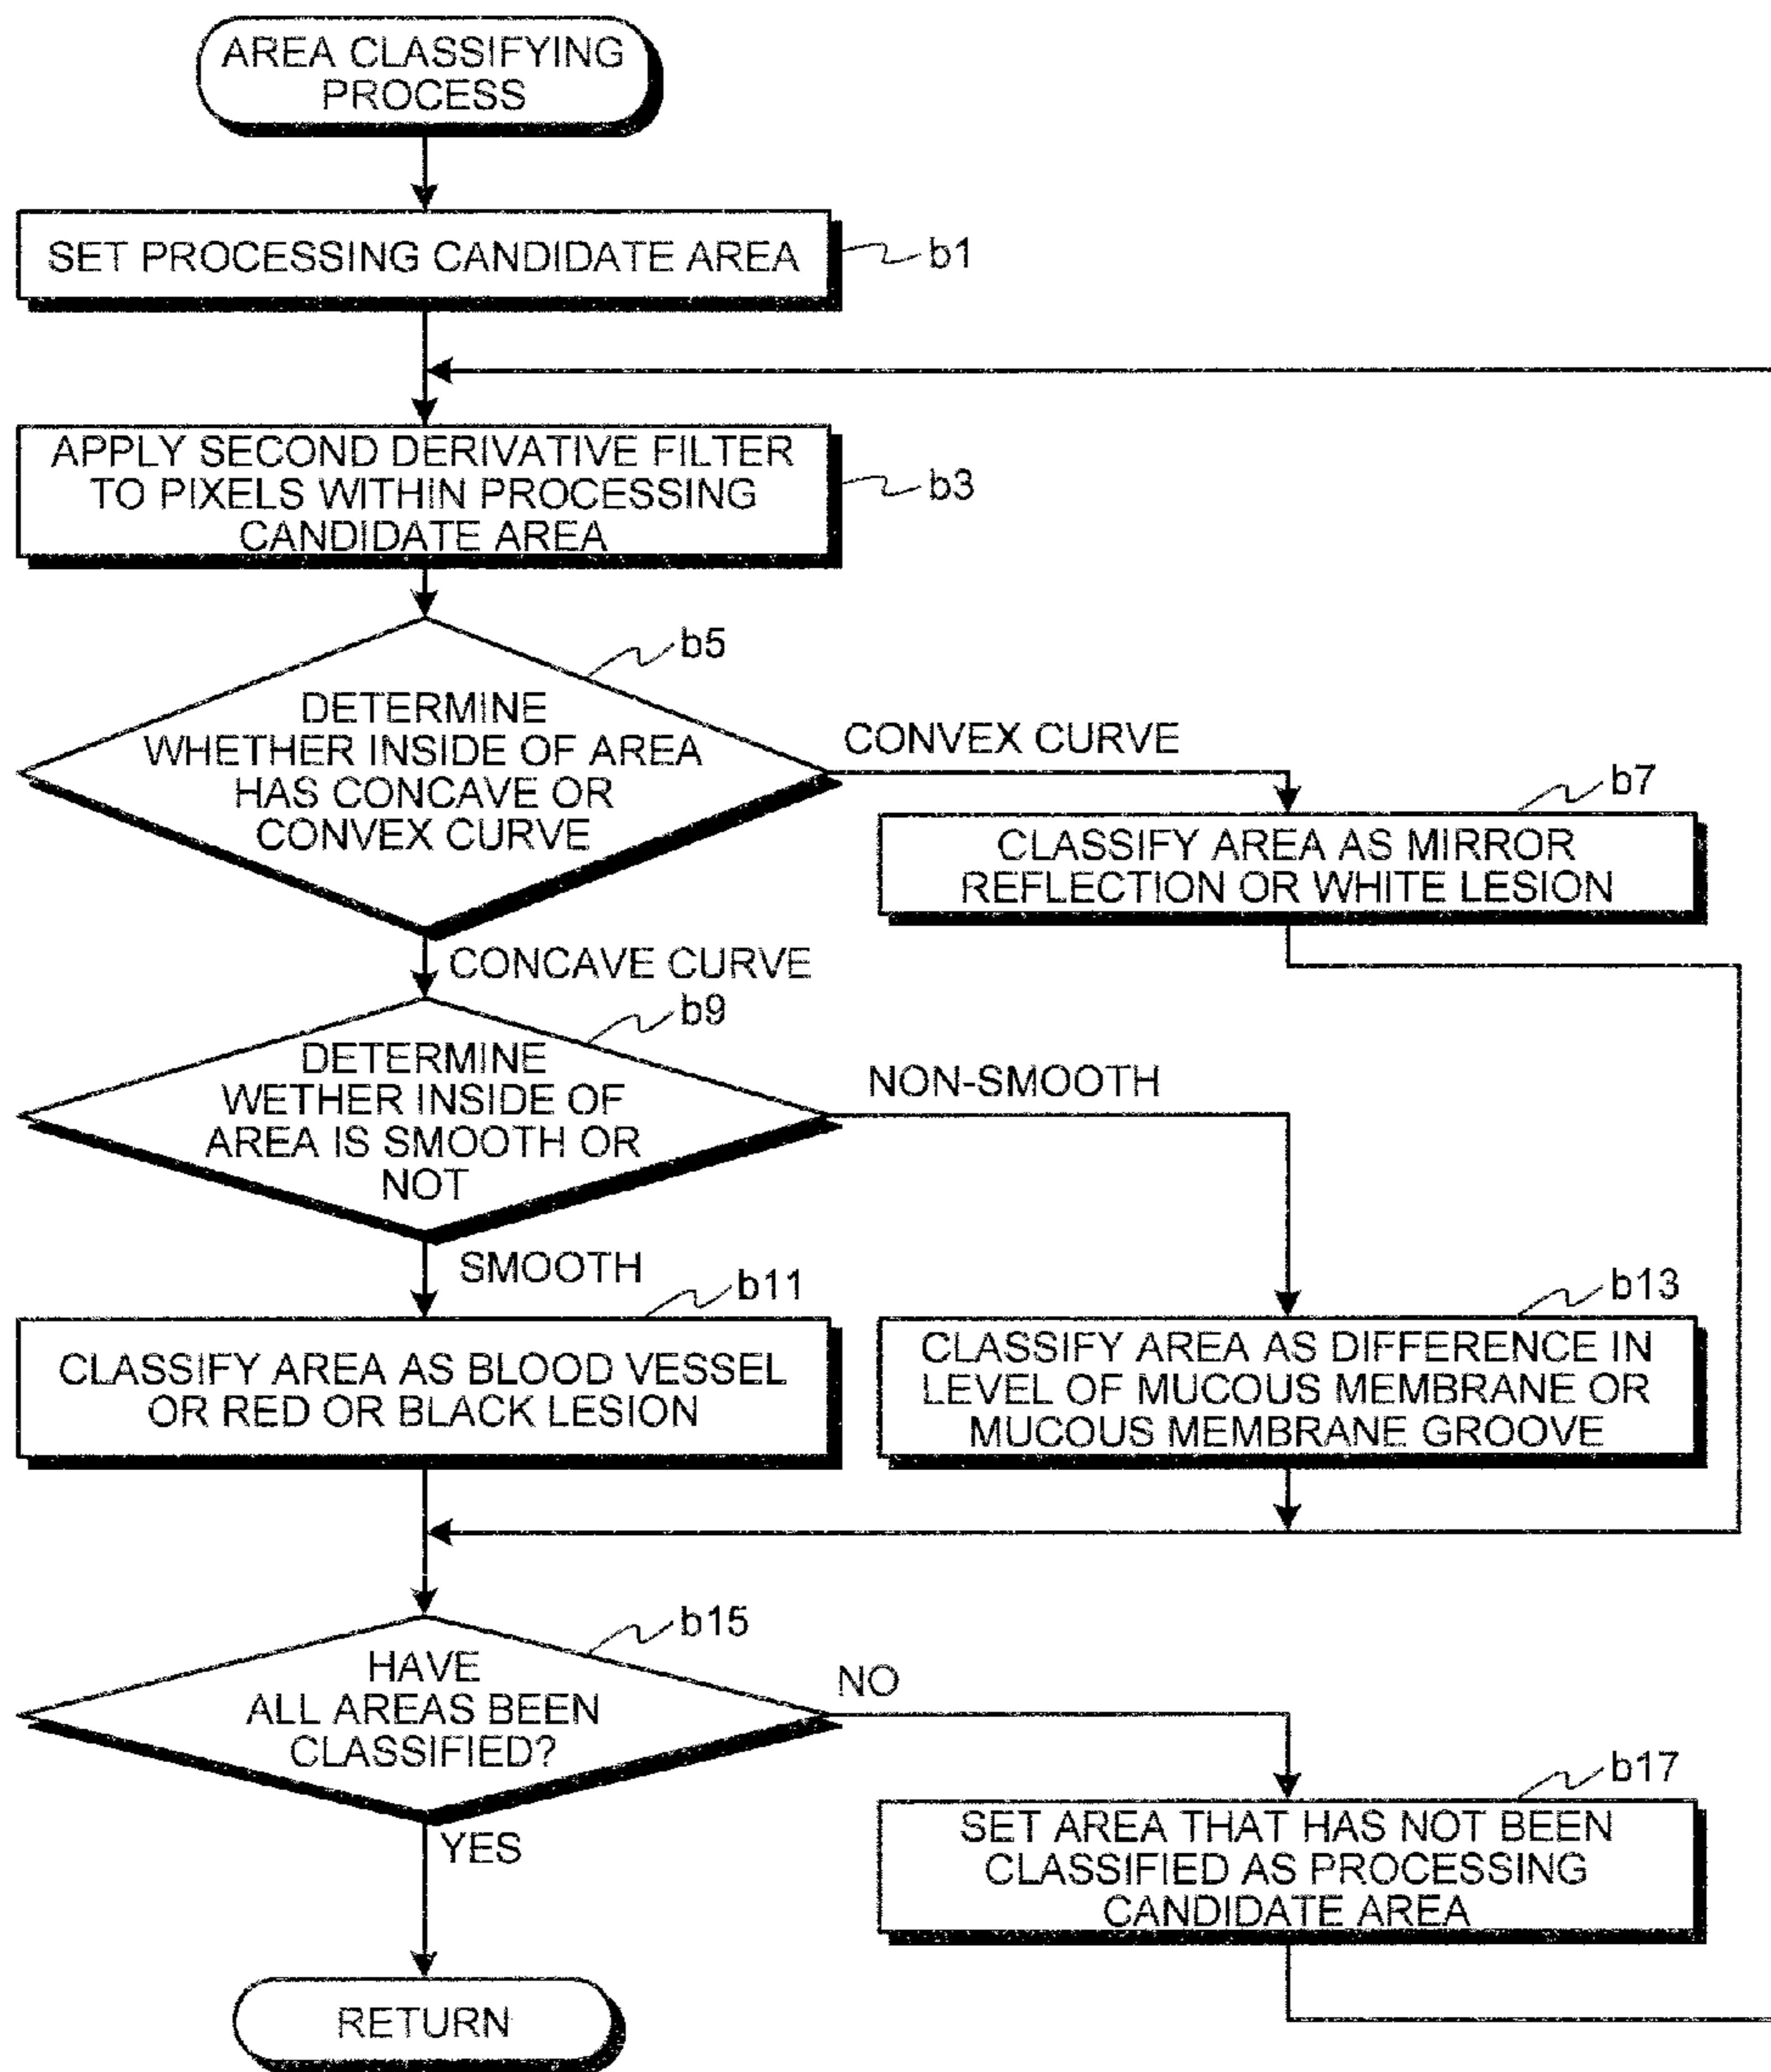 AREA CLASSIFYING
PROCESS
SET PROCESSING CANDIDATE AREA
b1
APPLY SECOND DERIVATIVE FILTER
TO PIXELS WITHIN PROCESSING
CANDIDATE AREA
b3
b5
DETERMINE
WHETHER INSIDE OF AREA
HAS CONCAVE OR
CONVEX CURVE
CONVEX CURVE
b7
CLASSIFY AREA AS MIRROR
REFLECTION OR WHITE LESION
CONCAVE CURVE
b9
DETERMINE
WETHER INSIDE OF
AREA IS SMOOTH OR
NOT
NON-SMOOTH
SMOOTH
b11
CLASSIFY AREA AS BLOOD VESSEL
OR RED OR BLACK LESION
b13
CLASSIFY AREA AS DIFFERENCE IN
LEVEL OF MUCOUS MEMBRANE OR
MUCOUS MEMBRANE GROOVE
b15
HAVE
ALL AREAS BEEN
CLASSIFIED?
NO
b17
SET AREA THAT HAS NOT BEEN
CLASSIFIED AS PROCESSING
CANDIDATE AREA
YES
RETURN